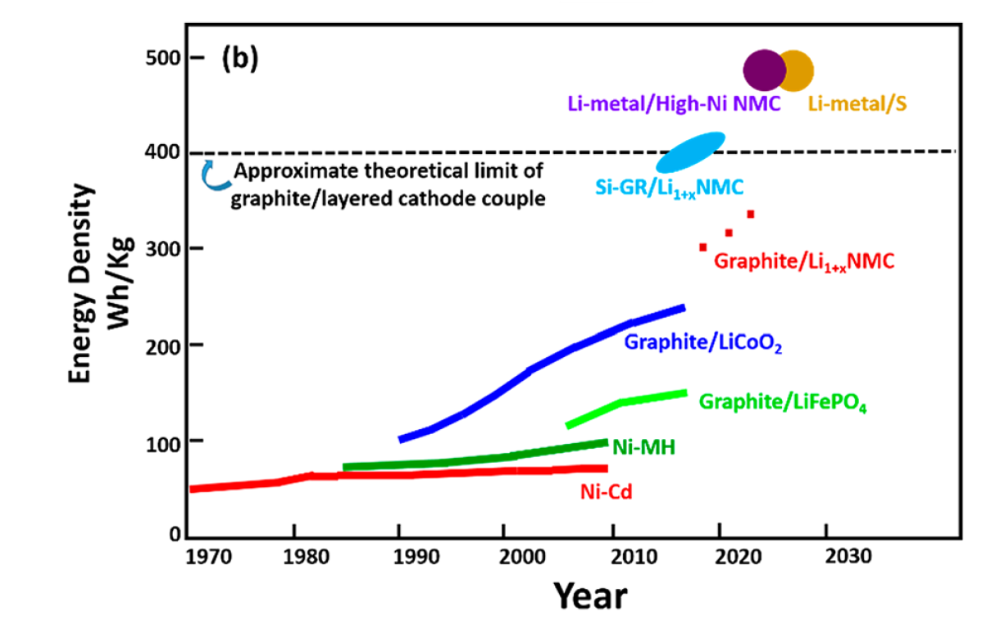 (b)
500
400
300
200
100
0
Energy Density
Wh/Kg
Li-metal/High-Ni NMC
Li-metal/S
Approximate theoretical limit of
graphite/layered cathode couple
Si-GR/Li₁₊ₓNMC
Graphite/Li₁₊ₓNMC
Graphite/LiCoO₂
Graphite/LiFePO₄
Ni-MH
Ni-Cd
1970 1980 1990 2000 2010 2020 2030
Year